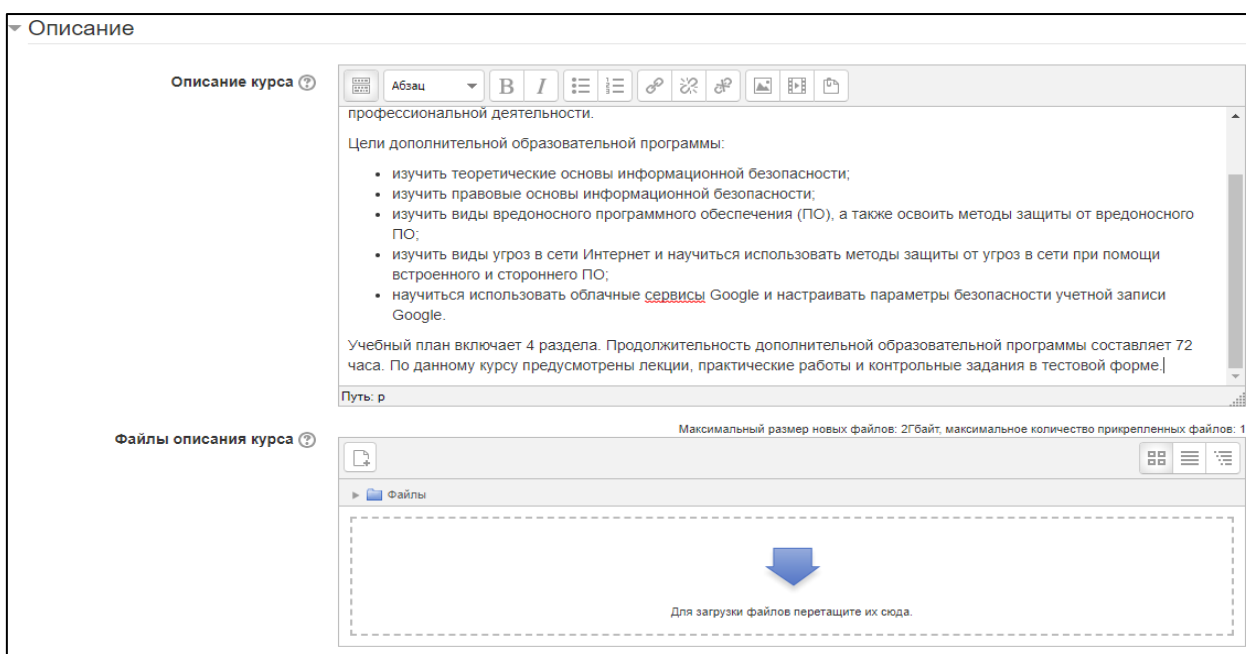 Описание
Описание курса
Абзац
B I
профессиональной деятельности.
Цели дополнительной образовательной программы:
• изучить теоретические основы информационной безопасности;
• изучить правовые основы информационной безопасности;
• изучить виды вредоносного программного обеспечения (ПО), а также освоить методы защиты от вредоносного
ПО;
• изучить виды угроз в сети Интернет и научиться использовать методы защиты от угроз в сети при помощи
встроенного и стороннего ПО;
• научиться использовать облачные сервисы Google и настраивать параметры безопасности учетной записи
Google.
Учебный план включает 4 раздела. Продолжительность дополнительной образовательной программы составляет 72
часа. По данному курсу предусмотрены лекции, практические работы и контрольные задания в тестовой форме.
Путь: p
Файлы описания курса
Максимальный размер новых файлов: 2Гбайт, максимальное количество прикрепленных файлов: 1
Файлы
Для загрузки файлов перетащите их сюда.